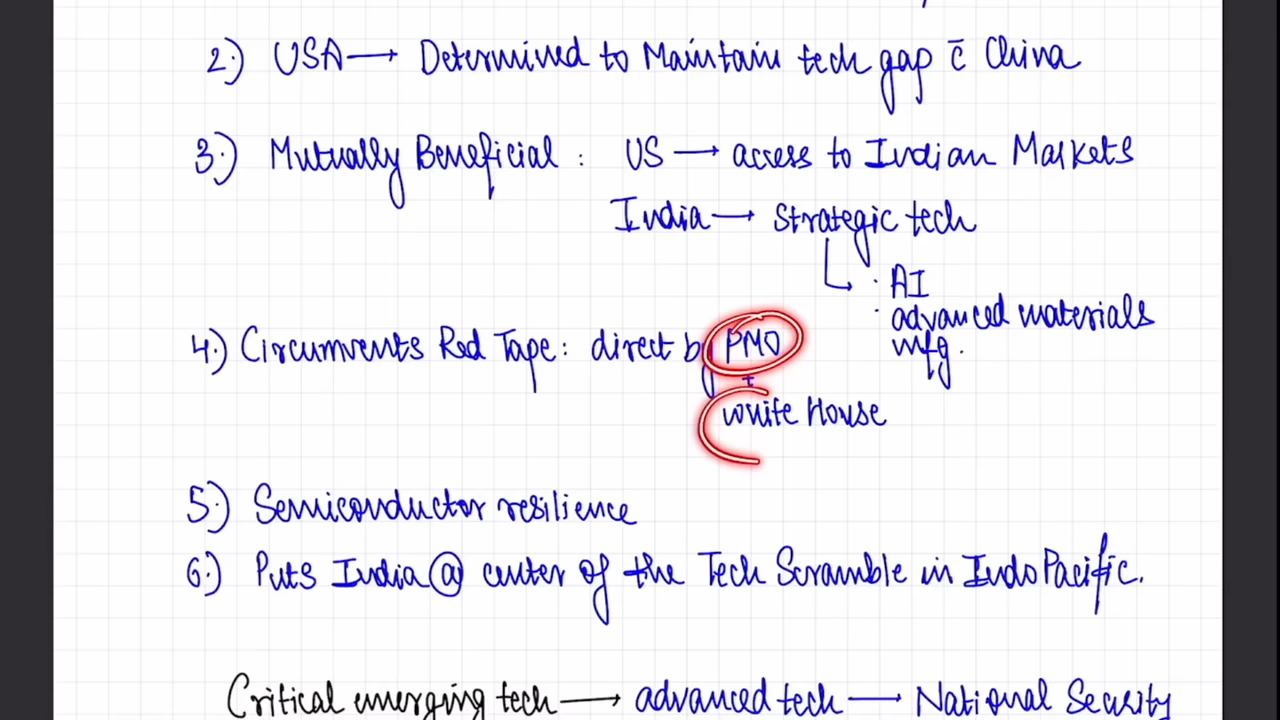 2.) USA → Determined to Maintain tech gap c̄ China
3.) Mutually Beneficial : US → access to Indian Markets
India → Strategic tech
· AI
· advanced materials
mfg.
4.) Circumvents Red Tape: direct by PMO
+
White House
5.) Semiconductor resilience
6.) Puts India @ center of the Tech Scramble in IndoPacific.
Critical emerging tech → advanced tech — National Security